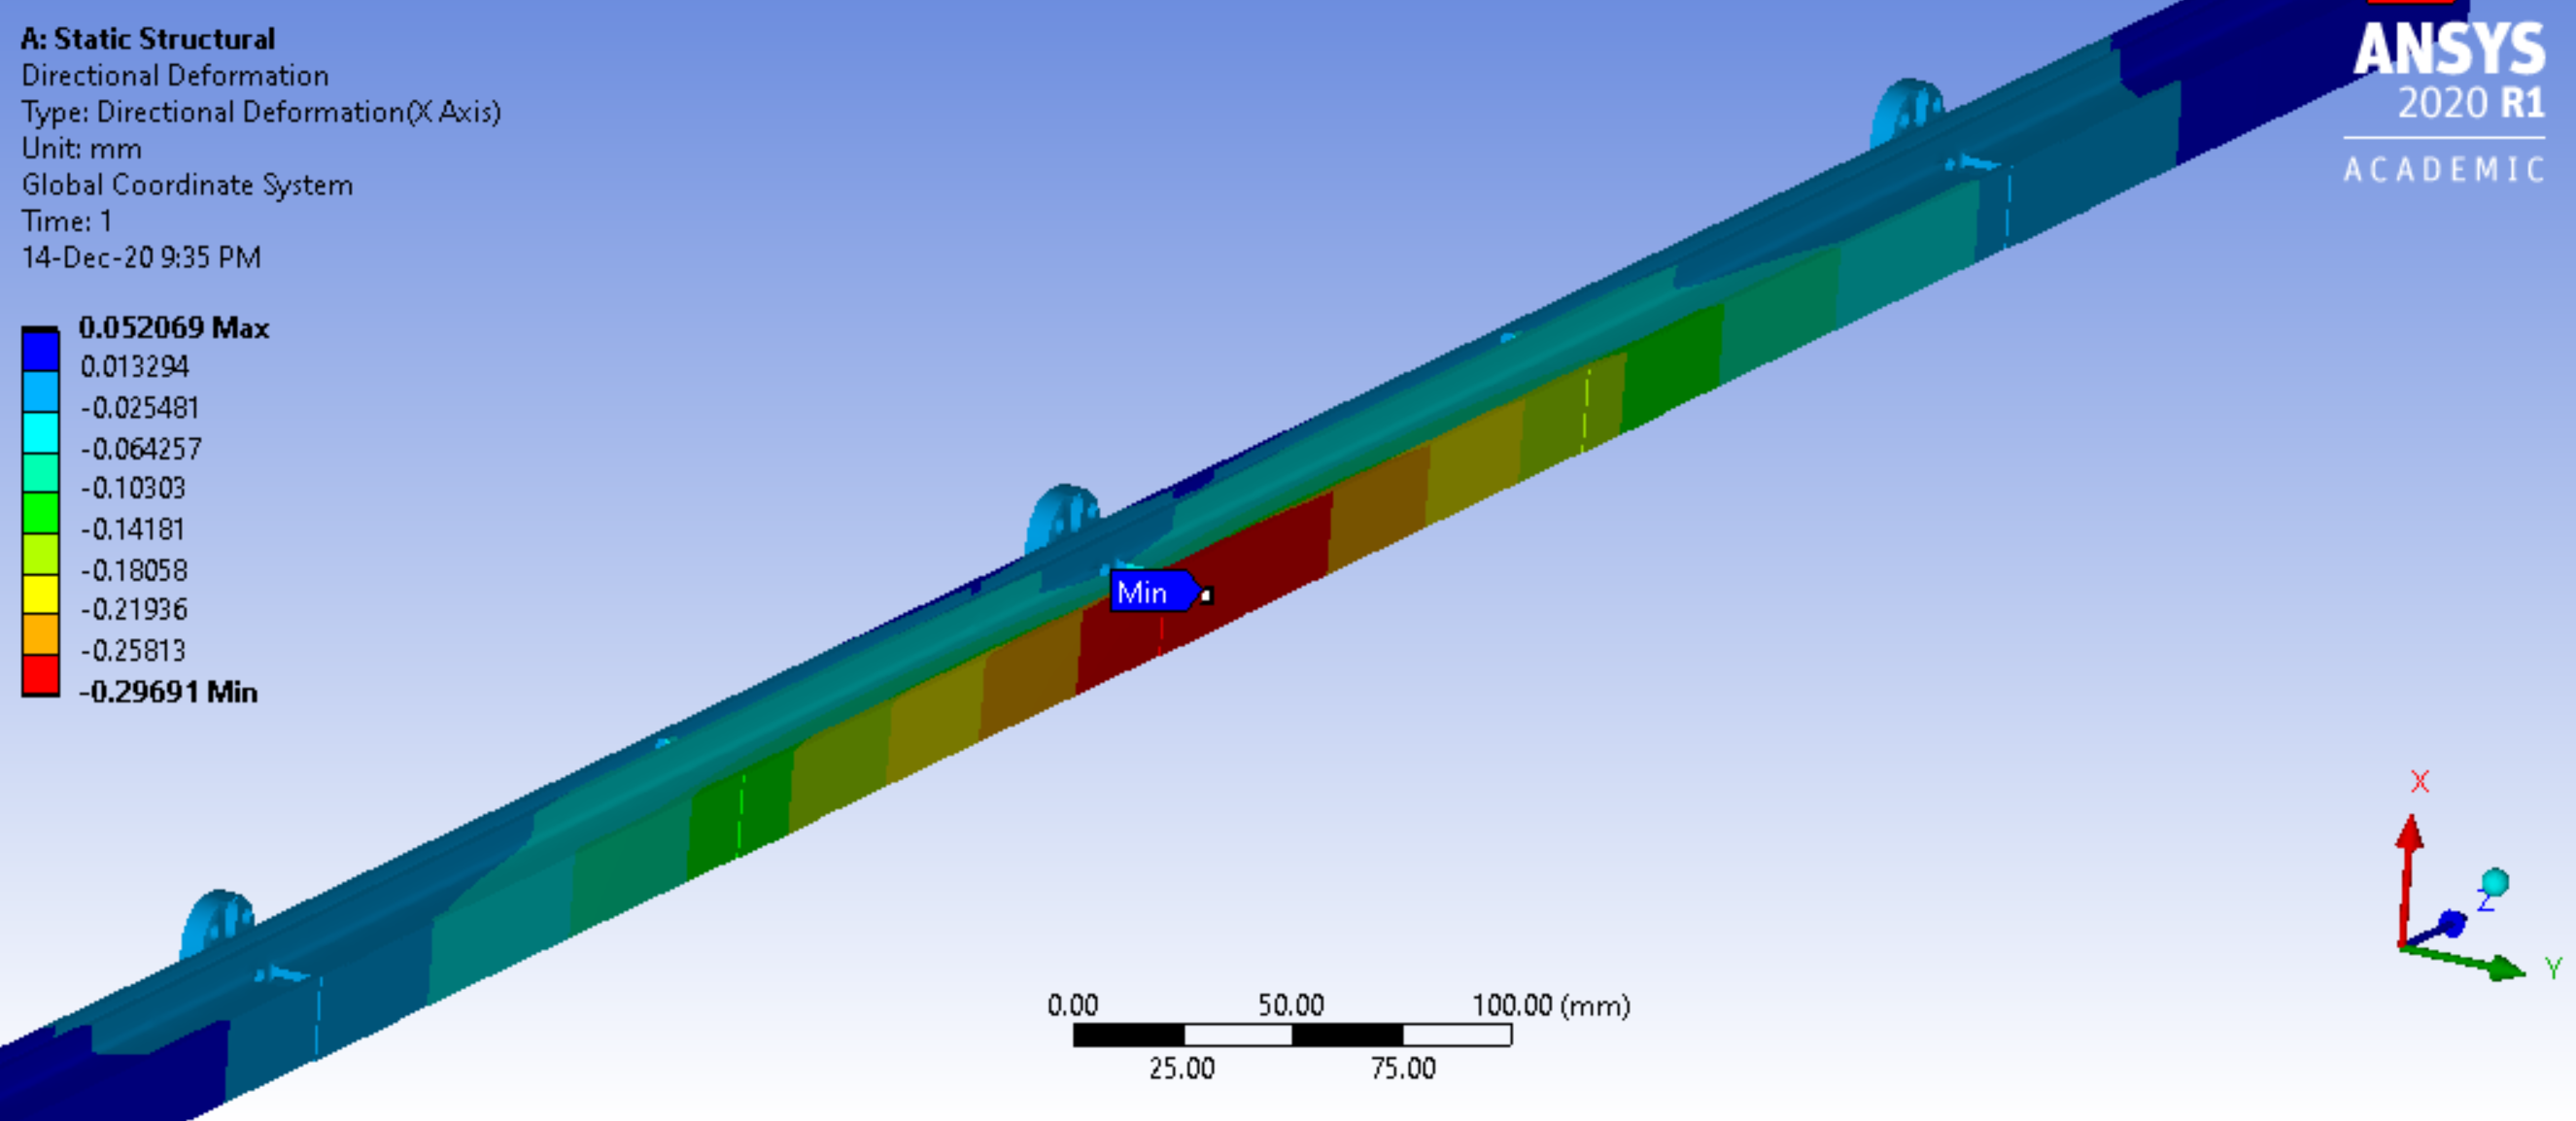 A: Static Structural
Directional Deformation
Type: Directional Deformation(X Axis)
Unit: mm
Global Coordinate System
Time: 1
14-Dec-20 9:35 PM
0.052069 Max
0.013294
-0.025481
-0.064257
-0.10303
-0.14181
-0.18058
-0.21936
-0.25813
-0.29691 Min
ANSYS
2020 R1
ACADEMIC
Min
X
Z
Y
0.00 50.00 100.00 (mm)
25.00 75.00